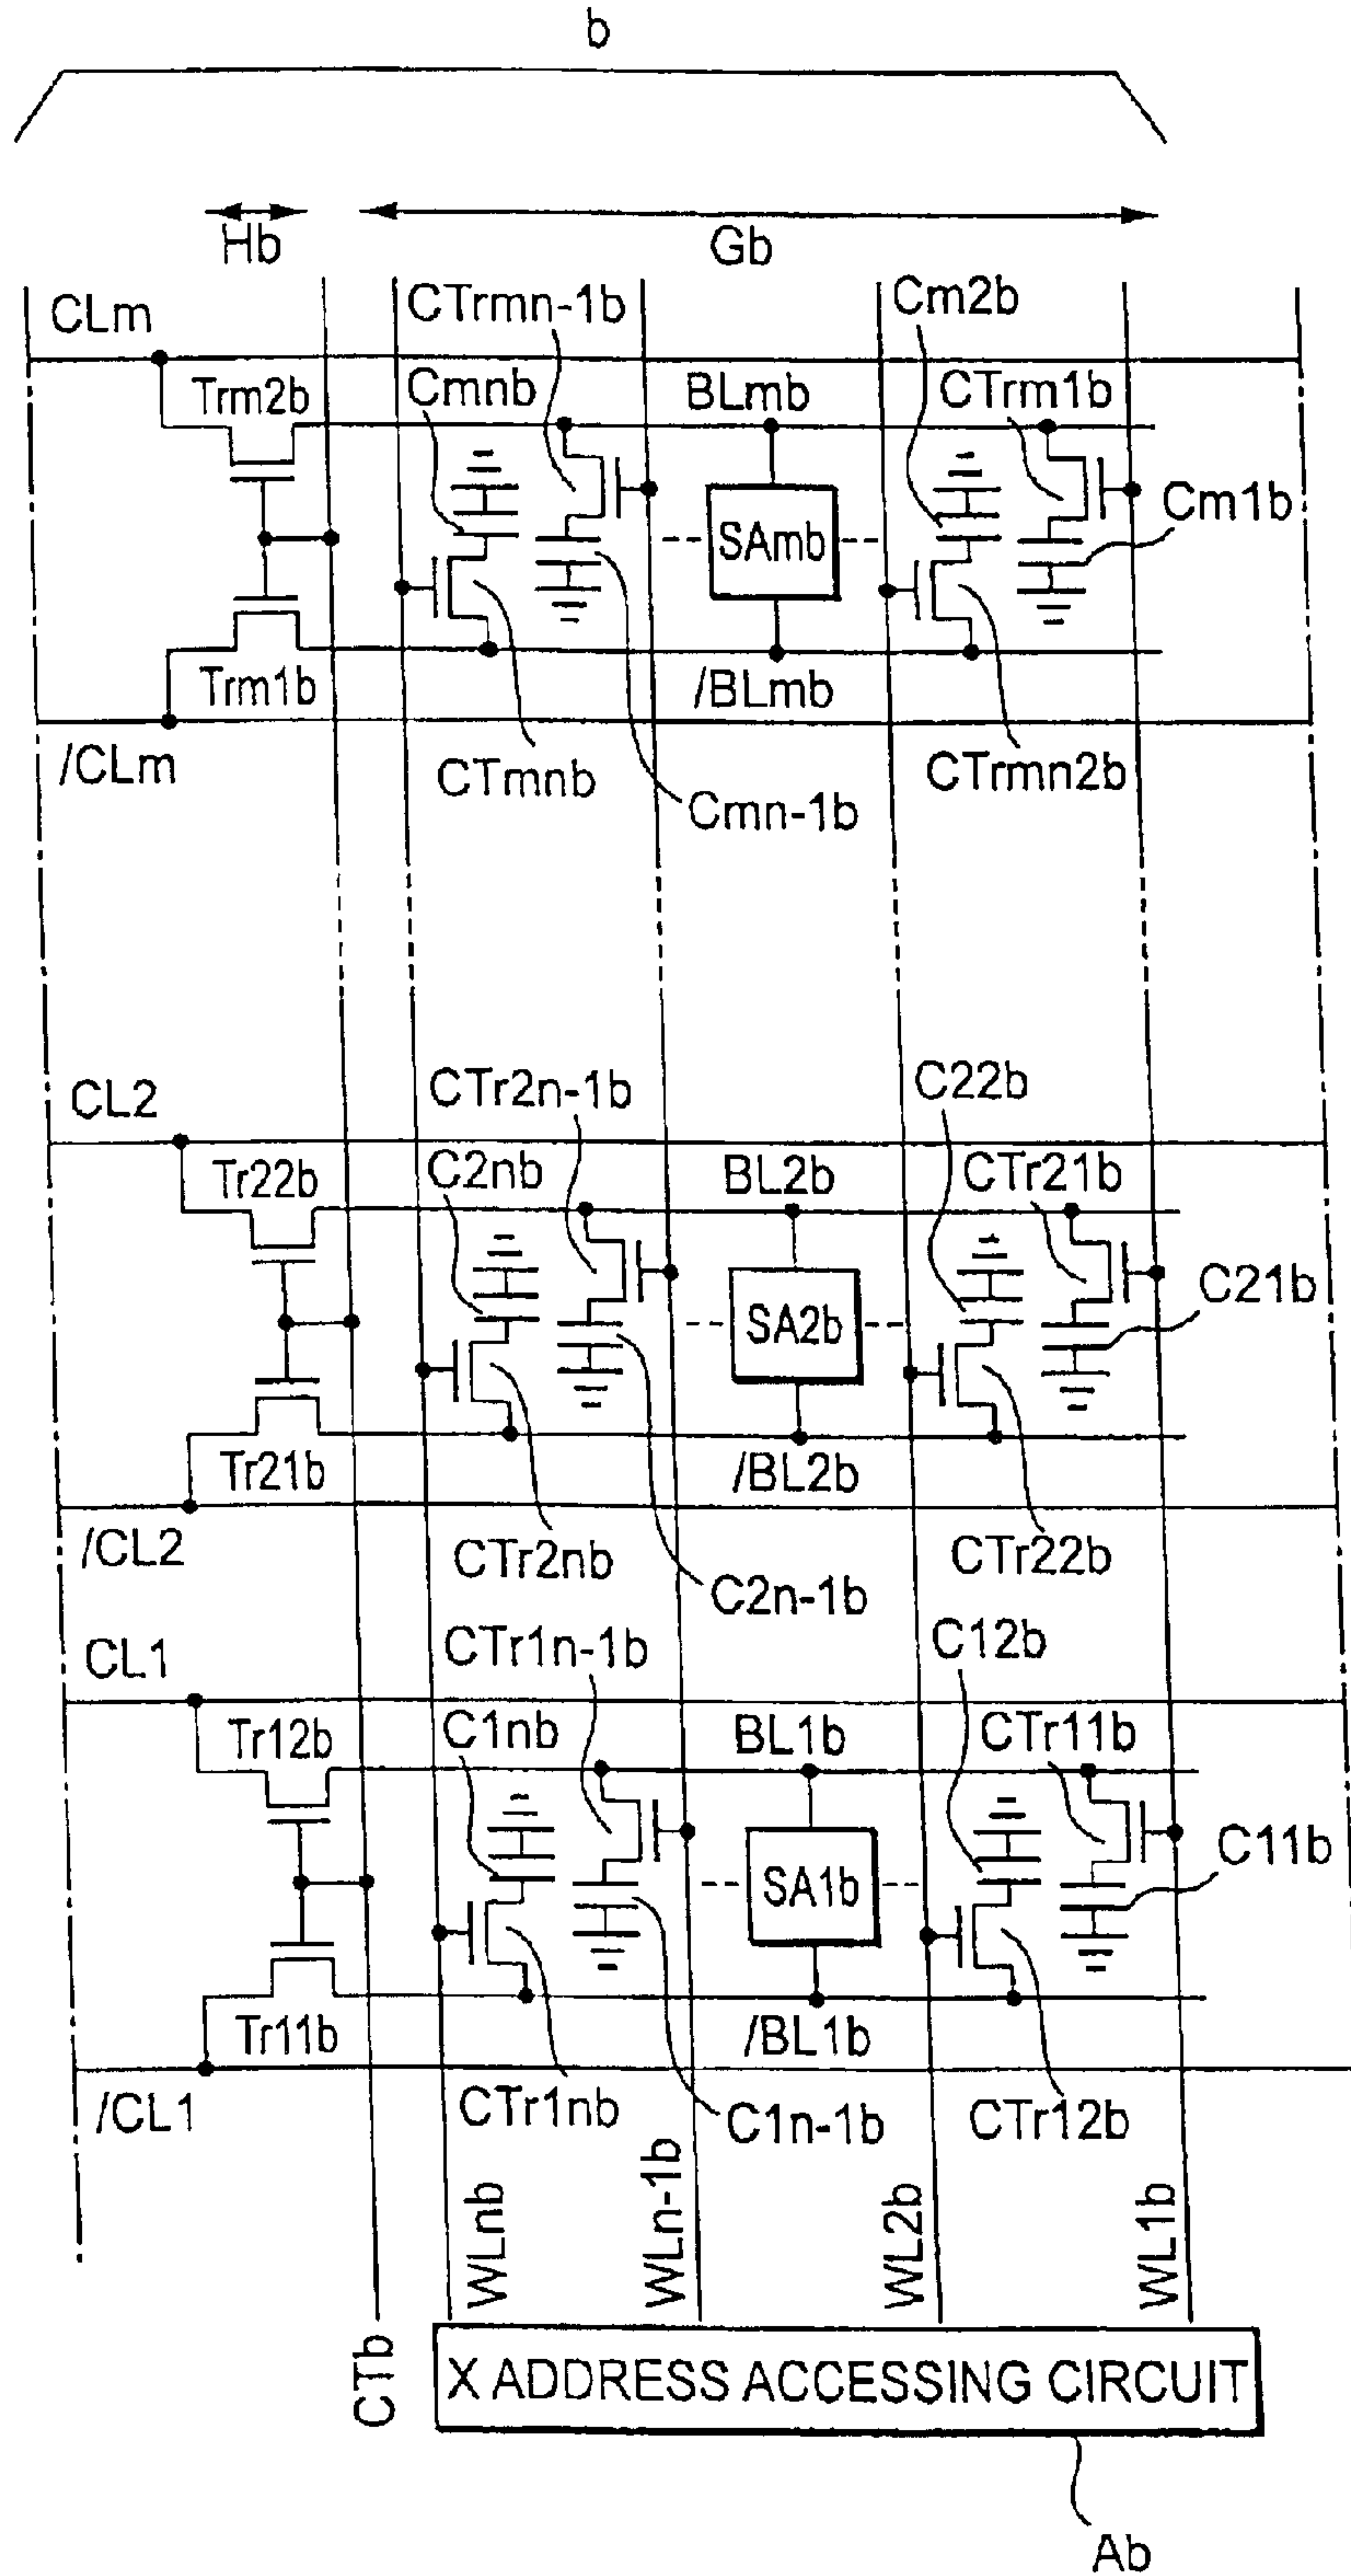 b
Hb
Gb
CLm
CTrmn-1b
Cm2b
Trm2b
Cmnb
BLmb
CTrm1b
SAmb
Cm1b
Trm1b
/BLmb
/CLm
CTmnb
Cmn-1b
CTrmn2b
CL2
CTr2n-1b
C22b
Tr22b
C2nb
BL2b
CTr21b
SA2b
C21b
Tr21b
/BL2b
/CL2
CTr2nb
C2n-1b
CTr22b
CL1
CTr1n-1b
C12b
Tr12b
C1nb
BL1b
CTr11b
SA1b
C11b
Tr11b
/BL1b
/CL1
CTr1nb
C1n-1b
CTr12b
CTb
WLnb
WLn-1b
WL2b
WL1b
X ADDRESS ACCESSING CIRCUIT
Ab